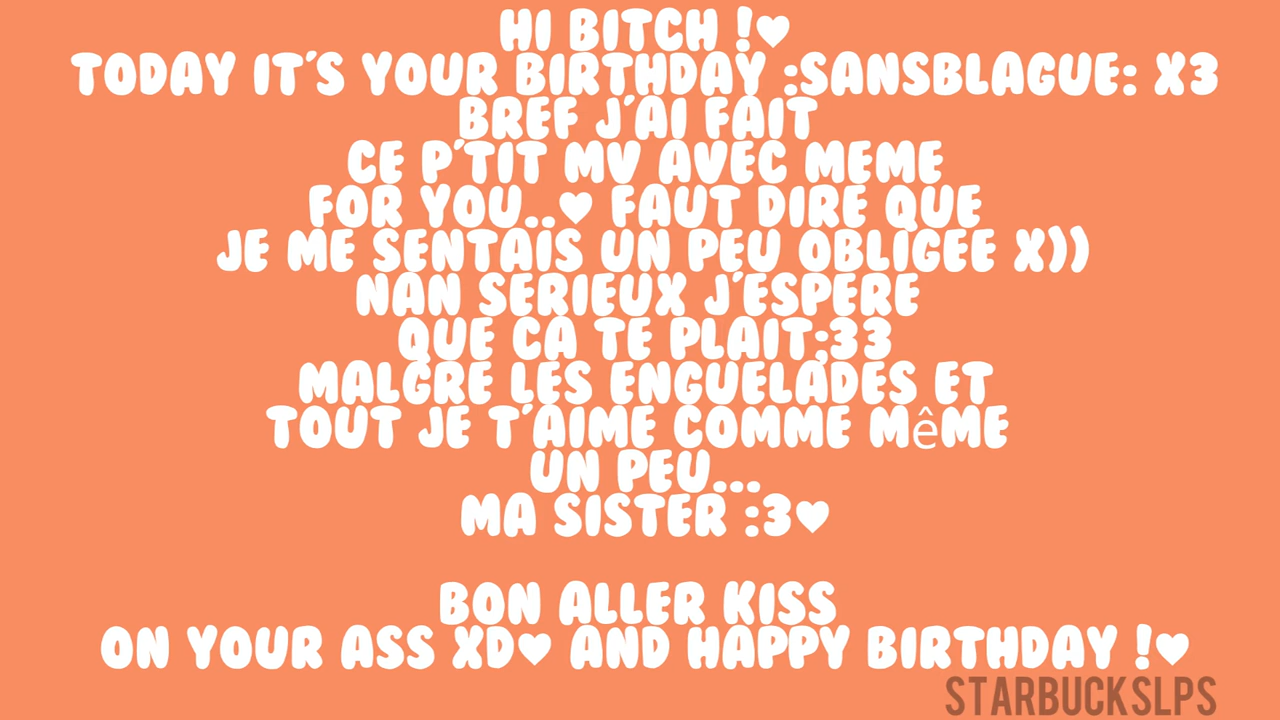 HI BITCH !♥
TODAY IT'S YOUR BIRTHDAY :SANSBLAGUE: X3
BREF J'AI FAIT
CE P'TIT MV AVEC MEME
FOR YOU..♥ FAUT DIRE QUE
JE ME SENTAIS UN PEU OBLIGEE X))
NAN SERIEUX J'ESPERE
QUE CA TE PLAIT;33
MALGRE LES ENGUELADES ET
TOUT JE T'AIME COMME MêME
UN PEU...
MA SISTER :3♥
BON ALLER KISS
ON YOUR ASS XD♥ AND HAPPY BIRTHDAY !♥
STARBUCKSLPS